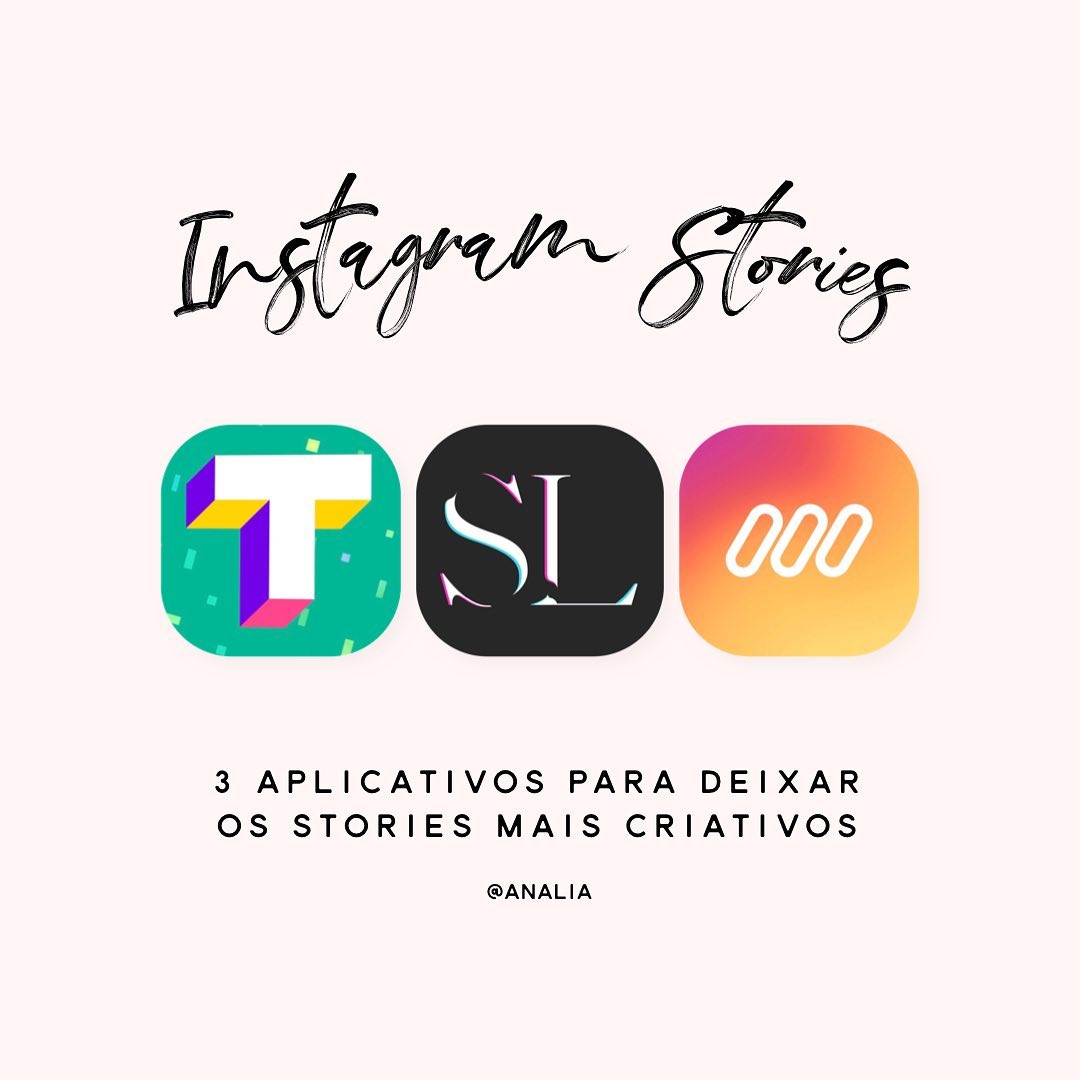 Instagram Stories
T SL
3 APLICATIVOS PARA DEIXAR
OS STORIES MAIS CRIATIVOS
@ANALIA